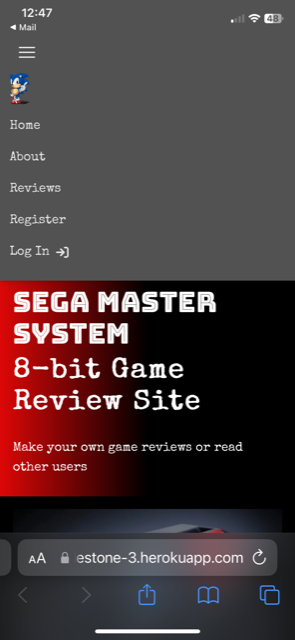 12:47
◀ Mail
48
Home
About
Reviews
Register
Log In
SEGA MASTER
SYSTEM
8-bit Game
Review Site
Make your own game reviews or read
other users
AA
estone-3.herokuapp.com